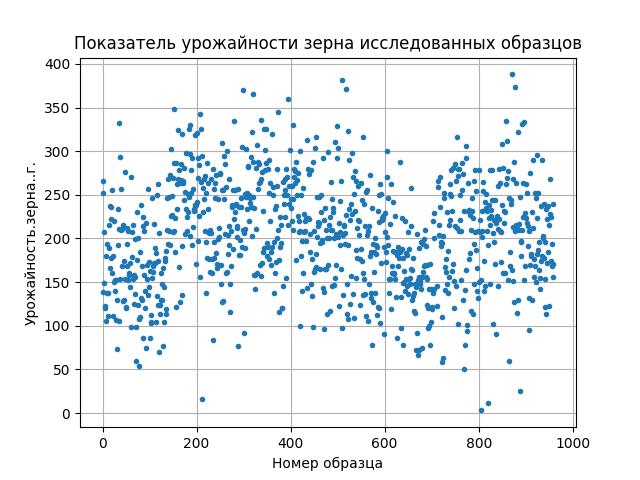 Показатель урожайности зерна исследованных образцов
400
350
300
250
200
150
100
50
0
Урожайность.зерна..г.
0 200 400 600 800 1000
Номер образца